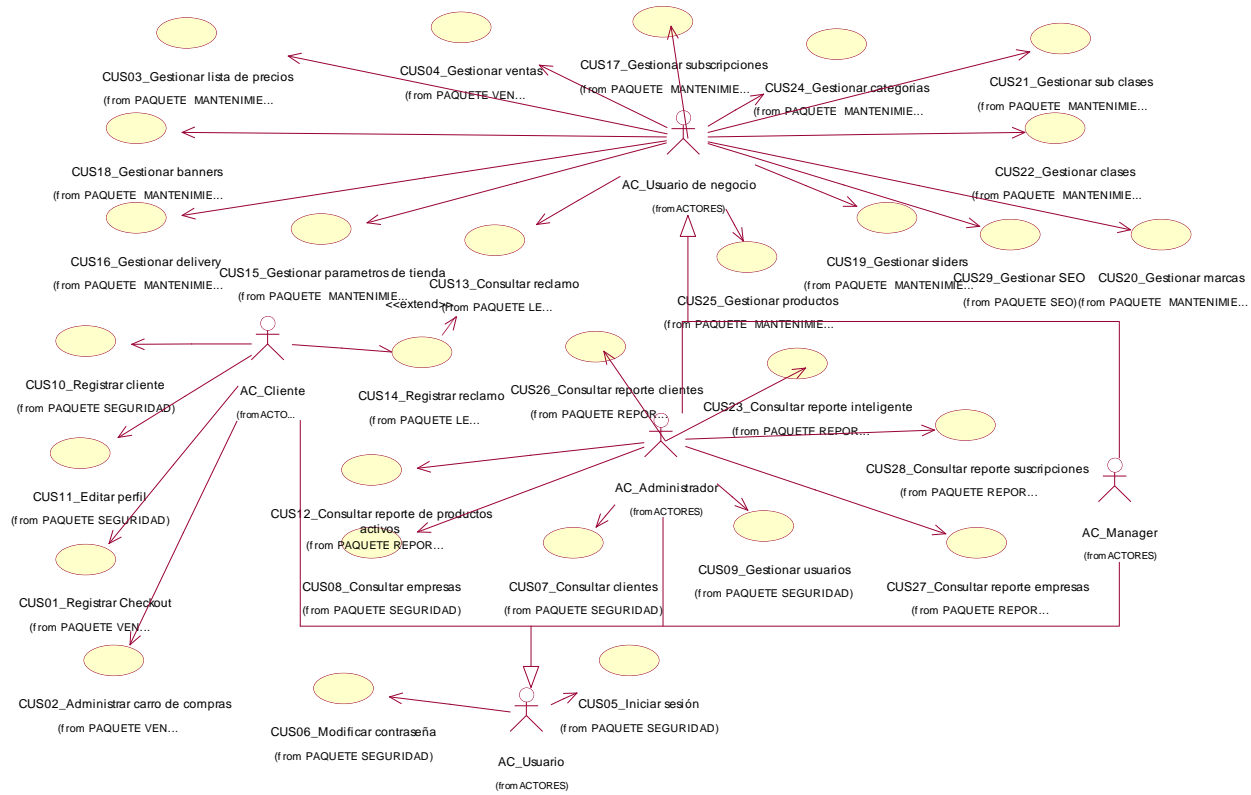 CUS03_Gestionar lista de precios
(from PAQUETE MANTENIMIE...
CUS04_Gestionar ventas
(from PAQUETE VEN...
CUS17_Gestionar subscripciones
(from PAQUETE MANTENIMIE...
CUS24_Gestionar categorias
(from PAQUETE MANTENIMIE...
CUS21_Gestionar sub clases
(from PAQUETE MANTENIMIE...
CUS18_Gestionar banners
(from PAQUETE MANTENIMIE...
AC_Usuario de negocio
(from ACTORES)
CUS22_Gestionar clases
(from PAQUETE MANTENIMIE...
CUS16_Gestionar delivery
(from PAQUETE MANTENIMIE...
CUS15_Gestionar parametros de tienda
(from PAQUETE MANTENIMIE...
CUS13_Consultar reclamo
(from PAQUETE LE...
<<extend>>
CUS25_Gestionar productos
(from PAQUETE MANTENIMIE...
CUS19_Gestionar sliders
(from PAQUETE MANTENIMIE...
CUS29_Gestionar SEO
(from PAQUETE SEO)
CUS20_Gestionar marcas
(from PAQUETE MANTENIMIE...
CUS10_Registrar cliente
(from PAQUETE SEGURIDAD)
AC_Cliente
(from ACTO...
CUS14_Registrar reclamo
(from PAQUETE LE...
CUS26_Consultar reporte clientes
(from PAQUETE REPOR...
CUS23_Consultar reporte inteligente
(from PAQUETE REPOR...
CUS28_Consultar reporte suscripciones
(from PAQUETE REPOR...
CUS11_Editar perfil
(from PAQUETE SEGURIDAD)
CUS12_Consultar reporte de productos
activos
(from PAQUETE REPOR...
AC_Administrador
(from ACTORES)
AC_Manager
(from ACTORES)
CUS01_Registrar Checkout
(from PAQUETE VEN...
CUS08_Consultar empresas
(from PAQUETE SEGURIDAD)
CUS07_Consultar clientes
(from PAQUETE SEGURIDAD)
CUS09_Gestionar usuarios
(from PAQUETE SEGURIDAD)
CUS27_Consultar reporte empresas
(from PAQUETE REPOR...
CUS02_Administrar carro de compras
(from PAQUETE VEN...
CUS06_Modificar contraseña
(from PAQUETE SEGURIDAD)
CUS05_Iniciar sesión
(from PAQUETE SEGURIDAD)
AC_Usuario
(from ACTORES)